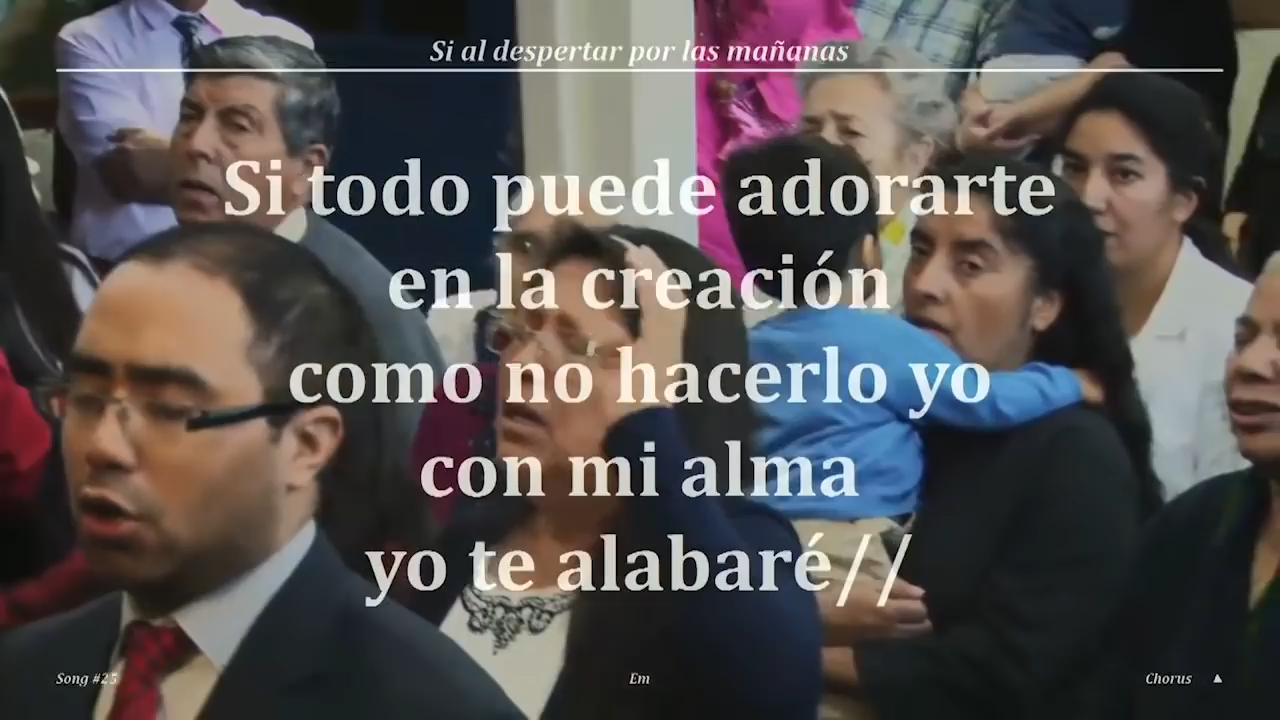 Si al despertar por las mañanas
Si todo puede adorarte
en la creación
como no hacerlo yo
con mi alma
yo te alabaré//
Song #25
Em
Chorus ▲